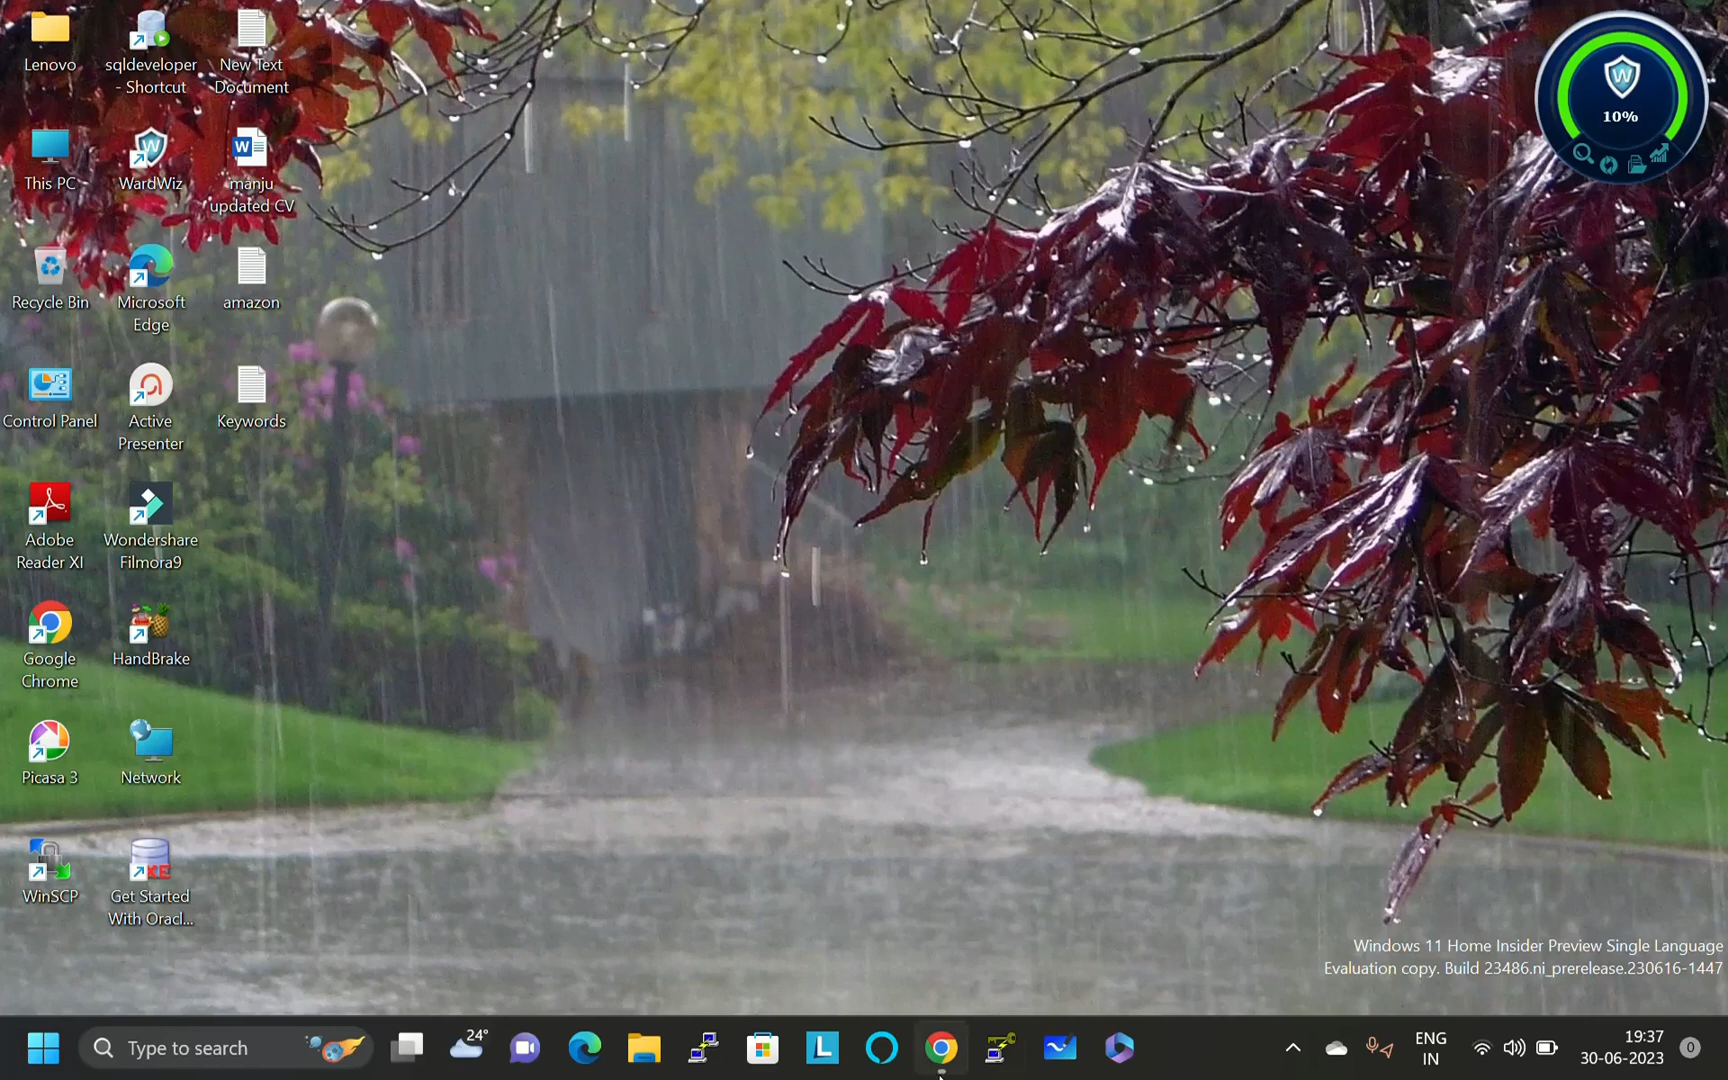 Lenovo
sqldeveloper
- Shortcut
New Text
Document
This PC
WardWiz
manju
updated CV
Recycle Bin
Microsoft
Edge
amazon
Control Panel
Active
Presenter
Keywords
Adobe
Reader XI
Wondershare
Filmora9
Google
Chrome
HandBrake
Picasa 3
Network
WinSCP
XE
Get Started
With Oracl...
W
10%
Windows 11 Home Insider Preview Single Language
Evaluation copy. Build 23486.ni_prerelease.230616-1447
Type to search
24°
L
ENG
IN
19:37
30-06-2023
0